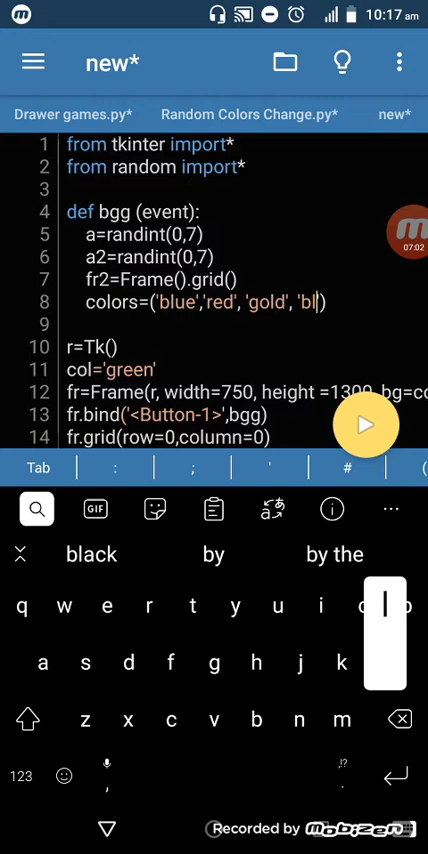 10:17 am
new*
Drawer games.py*
Random Colors Change.py*
new*
1 from tkinter import*
2 from random import*
3
4 def bgg (event):
5 a=randint(0,7)
6 a2=randint(0,7)
7 fr2=Frame().grid()
8 colors=('blue','red', 'gold', 'bl')
9
10 r=Tk()
11 col='green'
12 fr=Frame(r, width=750, height =1300, bg=co
13 fr.bind('<Button-1>',bgg)
14 fr.grid(row=0,column=0)
07:02
Tab : ; ' # (
GIF
black by by the
q w e r t y u i o p
a s d f g h j k l
z x c v b n m
123 , ,!? .
Recorded by mobizen